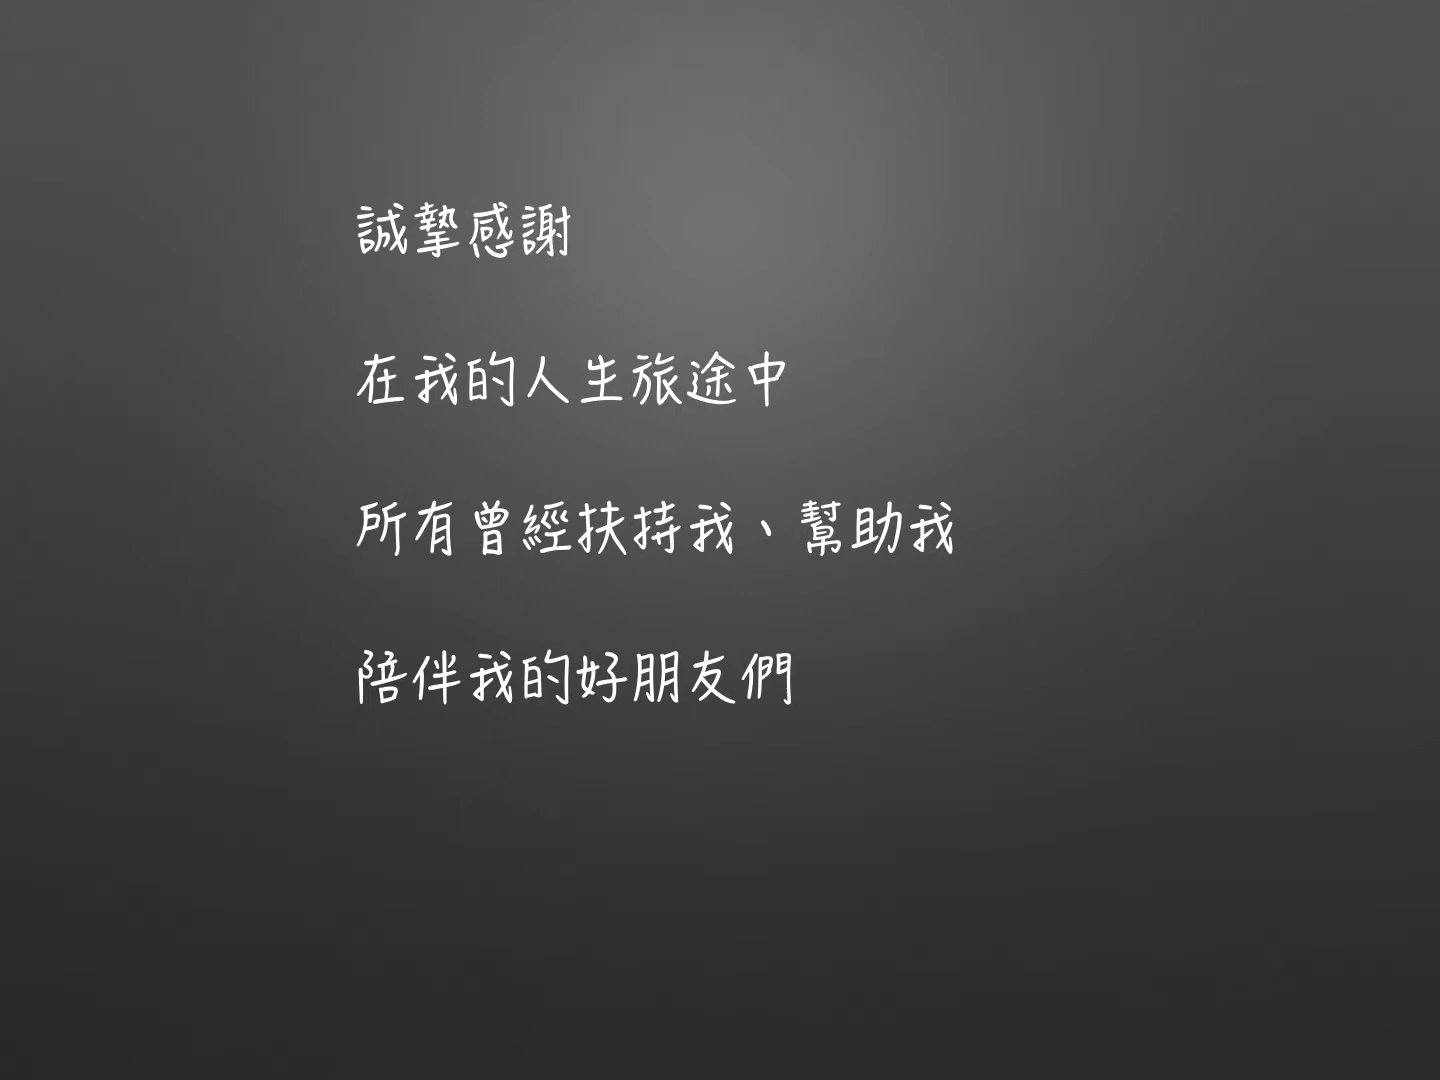 誠摯感謝
在我的人生旅途中
所有曾經扶持我、幫助我
陪伴我的好朋友們